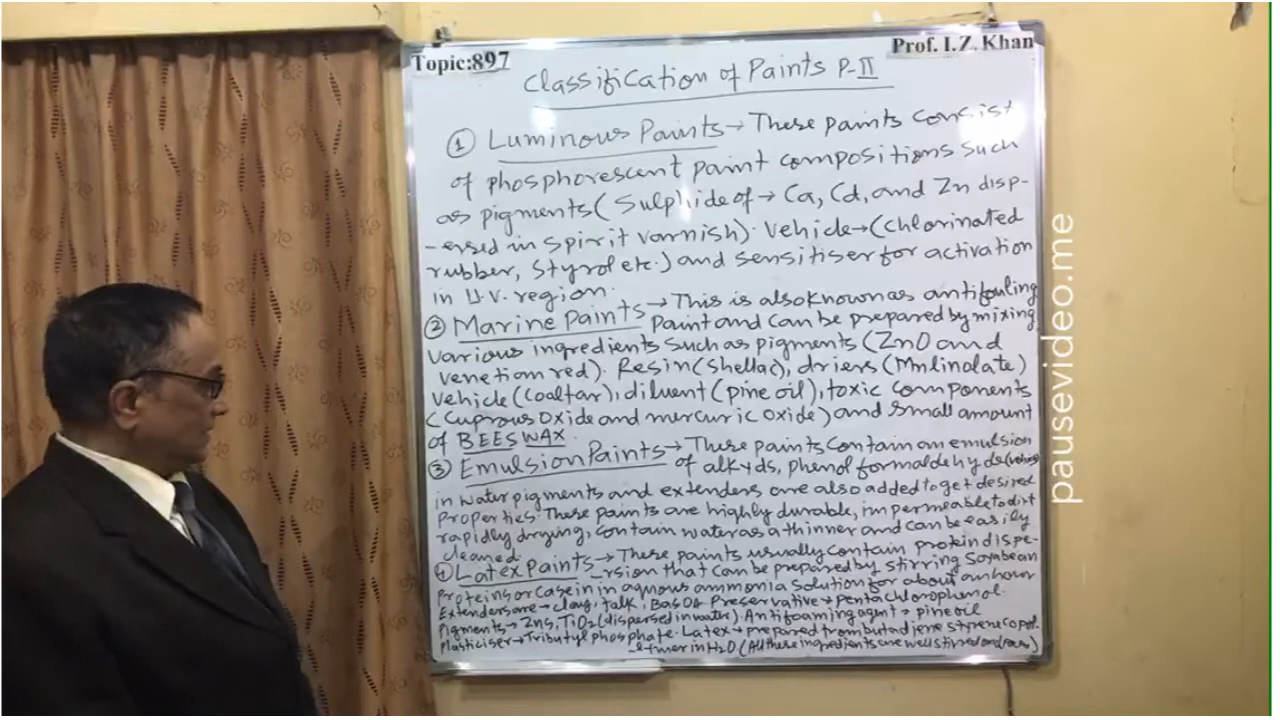 Topic:897
Prof. I.Z. Khan
Classification of Paints P-II
① Luminous Paints → These paints consist
of phosphorescent paint compositions such
as pigments (Sulphide of → Ca, Cd, and Zn disp-
-ersed in spirit varnish). Vehicle → (chlorinated
rubber, Styrol etc.) and sensitiser for activation
in U.V. region.
② Marine Paints → This is also known as antifouling
paint and can be prepared by mixing
various ingredients such as pigments (ZnO and
venetian red). Resin (Shellac), driers (Mn linolate)
vehicle (Coaltar), diluent (pine oil), toxic components
(Cuprous Oxide and mercuric Oxide) and small amount
of BEES WAX.
③ Emulsion Paints → These paints contain an emulsion
of alkyds, phenol formaldehyde (vehicle)
in water pigments and extenders are also added to get desired
properties. These paints are highly durable, impermeable to dirt
rapidly drying, contain water as a thinner and can be easily
cleaned.
④ Latex paints → These paints usually contain protein dispe-
-rsion that can be prepared by stirring Soyabean
proteins or casein in aqnous ammonia solution for about an hour
Extenders are → clay, talk, BaSO4 Preservative → pentachlorophenol.
Pigments → ZnS, TiO2 (dispersed in water). Antifoaming agent → pine oil
Plasticiser → Tributyl phosphate. Latex → prepared from butadiene styrene copol-
-ymer in H2O (All these ingredients are well stirred and
pausevideo.me